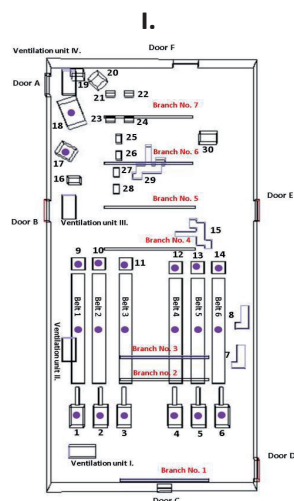 I.
Door F
Ventilation unit IV.
Door A
19
20
21
22
Branch No. 7
18
23
24
25
Branch No. 6
30
17
26
27
16
28
29
Branch No. 5
Door E
Door B
Ventilation unit III.
15
Branch No. 4
9
10
11
12
13
14
Belt 1
Belt 2
Belt 3
Belt 4
Belt 5
Belt 6
8
Ventilation unit II.
Branch No. 3
7
Branch no. 2
1
2
3
4
5
6
Ventilation unit I.
Door D
Branch No. 1
Door C